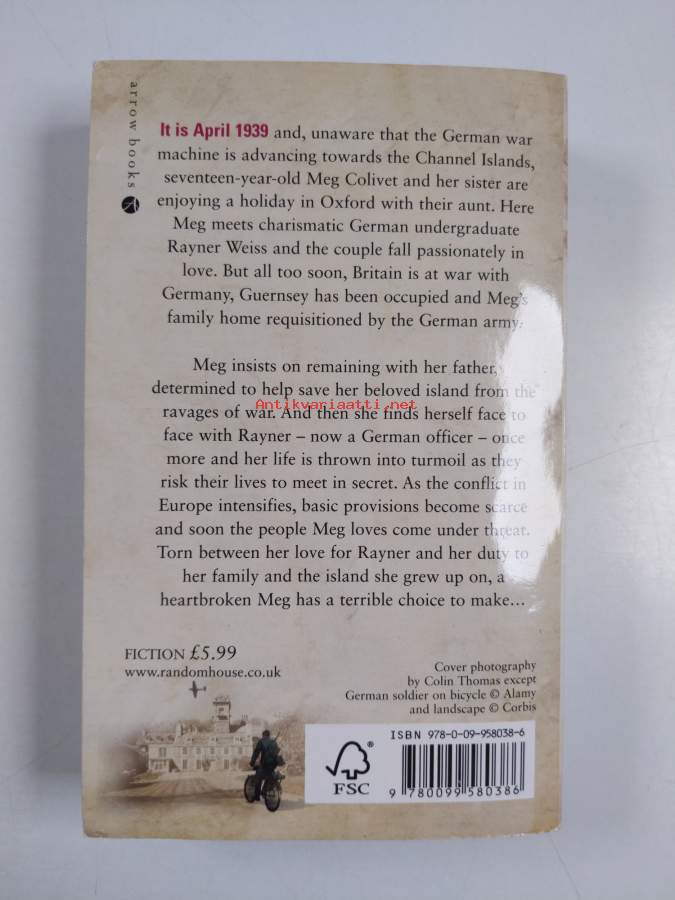 arrow books
It is April 1939 and, unaware that the German war
machine is advancing towards the Channel Islands,
seventeen-year-old Meg Colivet and her sister are
enjoying a holiday in Oxford with their aunt. Here
Meg meets charismatic German undergraduate
Rayner Weiss and the couple fall passionately in
love. But all too soon, Britain is at war with
Germany, Guernsey has been occupied and Meg's
family home requisitioned by the German army.
Meg insists on remaining with her father,
determined to help save her beloved island from the
Antikvariaatti.net
ravages of war. And then she finds herself face to
face with Rayner – now a German officer – once
more and her life is thrown into turmoil as they
risk their lives to meet in secret. As the conflict in
Europe intensifies, basic provisions become scarce
and soon the people Meg loves come under threat.
Torn between her love for Rayner and her duty to
her family and the island she grew up on, a
heartbroken Meg has a terrible choice to make…
FICTION £5.99
www.randomhouse.co.uk
Cover photography
by Colin Thomas except
German soldier on bicycle © Alamy
and landscape © Corbis
ISBN 978-0-09-958038-6
®
FSC
9 780099 580386